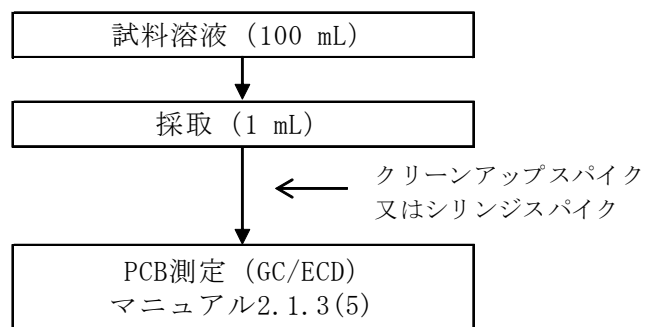 試料溶液 (100 mL)
採取 (1 mL)
クリーンアップスパイク
又はシリンジスパイク
PCB測定 (GC/ECD)
マニュアル2.1.3(5)